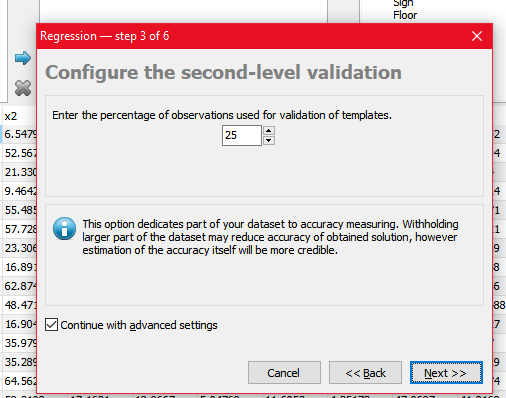 Sign
Floor
Regression — step 3 of 6
Configure the second-level validation
Enter the percentage of observations used for validation of templates.
25
This option dedicates part of your dataset to accuracy measuring. Withholding
larger part of the dataset may reduce accuracy of obtained solution, however
estimation of the accuracy itself will be more credible.
Continue with advanced settings
Cancel
<< Back
Next >>
x2
6.5479
52.567
21.330
9.4642
55.485
57.728
23.306
16.891
62.874
48.471
16.904
35.979
35.289
64.562